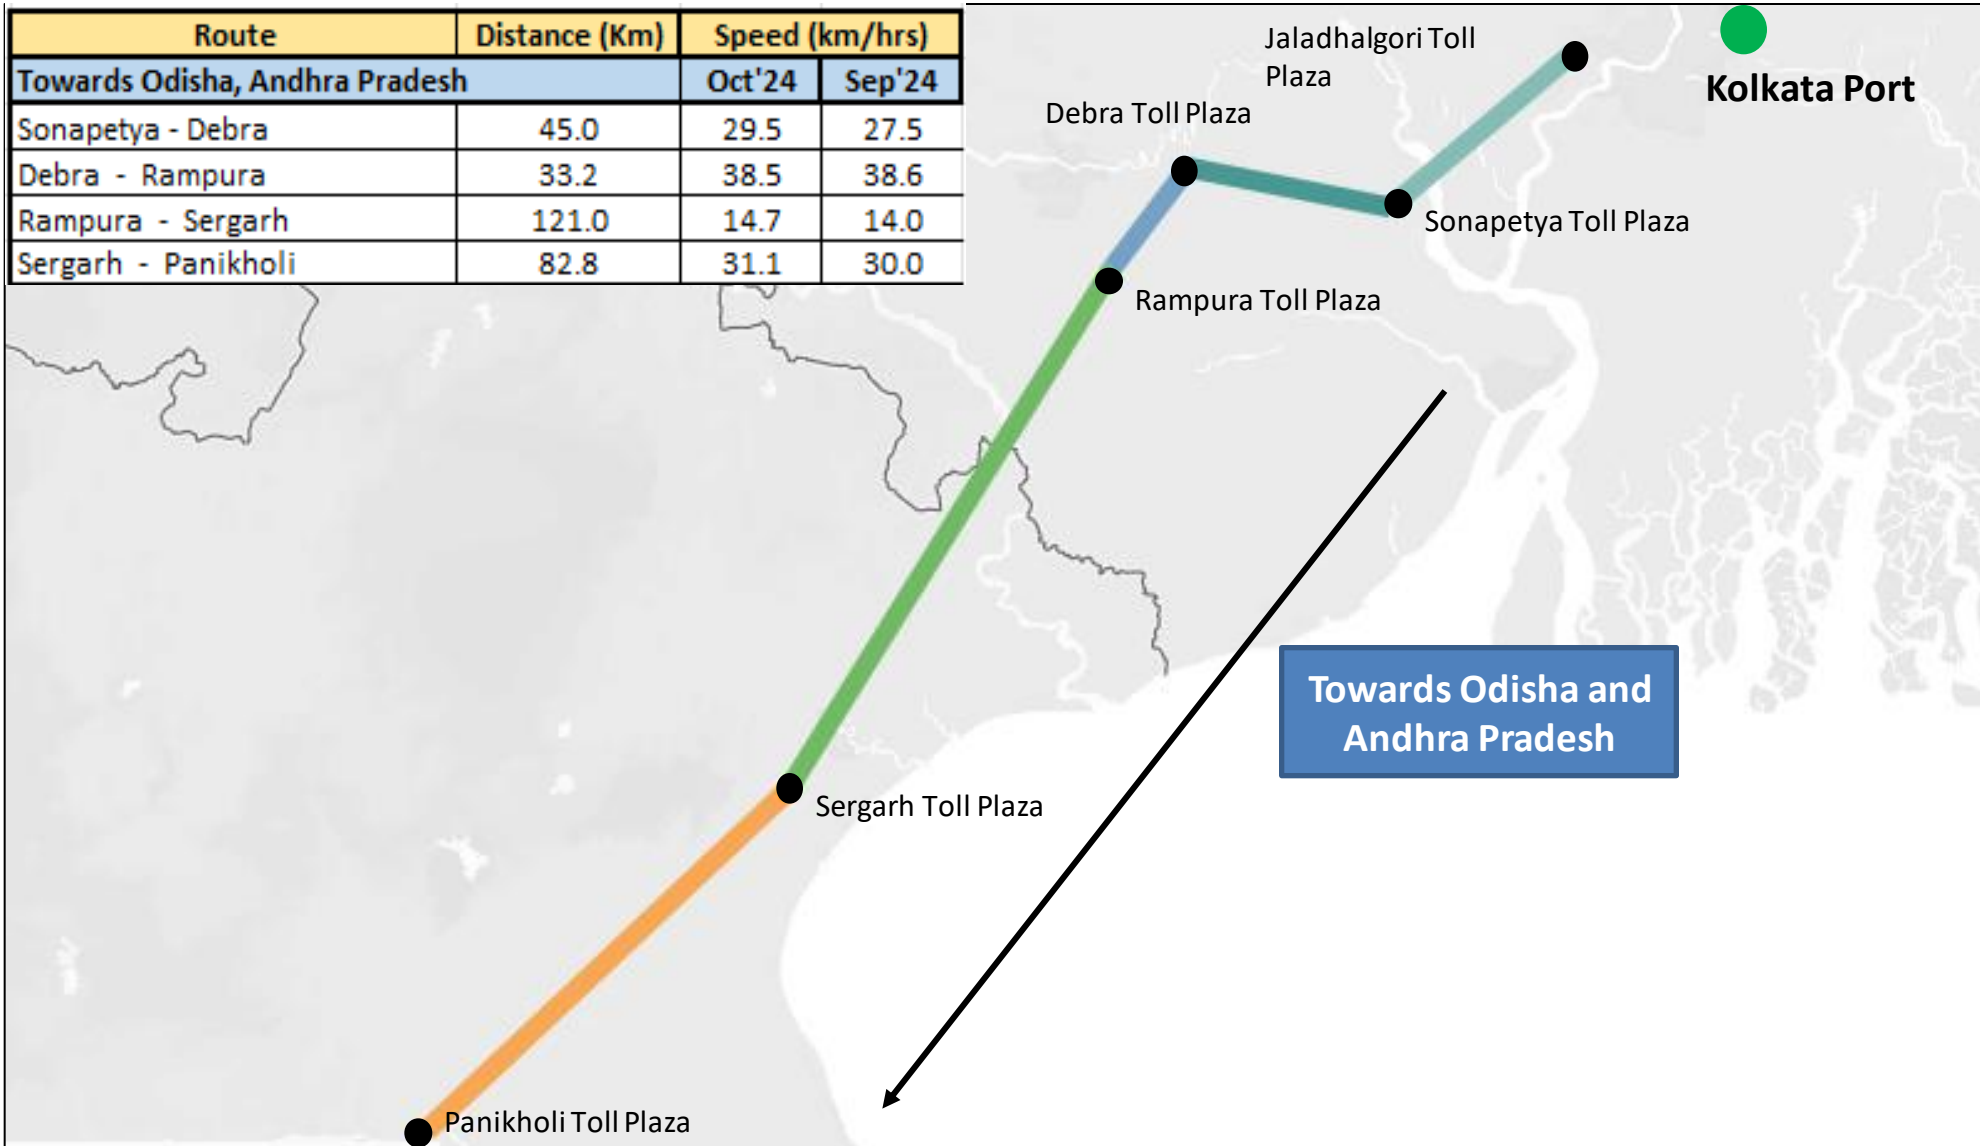 Route Distance (Km) Speed (km/hrs)
Towards Odisha, Andhra Pradesh Oct'24 Sep'24
Sonapetya - Debra 45.0 29.5 27.5
Debra - Rampura 33.2 38.5 38.6
Rampura - Sergarh 121.0 14.7 14.0
Sergarh - Panikholi 82.8 31.1 30.0
Jaladhalgori Toll
Plaza
Kolkata Port
Debra Toll Plaza
Sonapetya Toll Plaza
Rampura Toll Plaza
Towards Odisha and
Andhra Pradesh
Sergarh Toll Plaza
Panikholi Toll Plaza